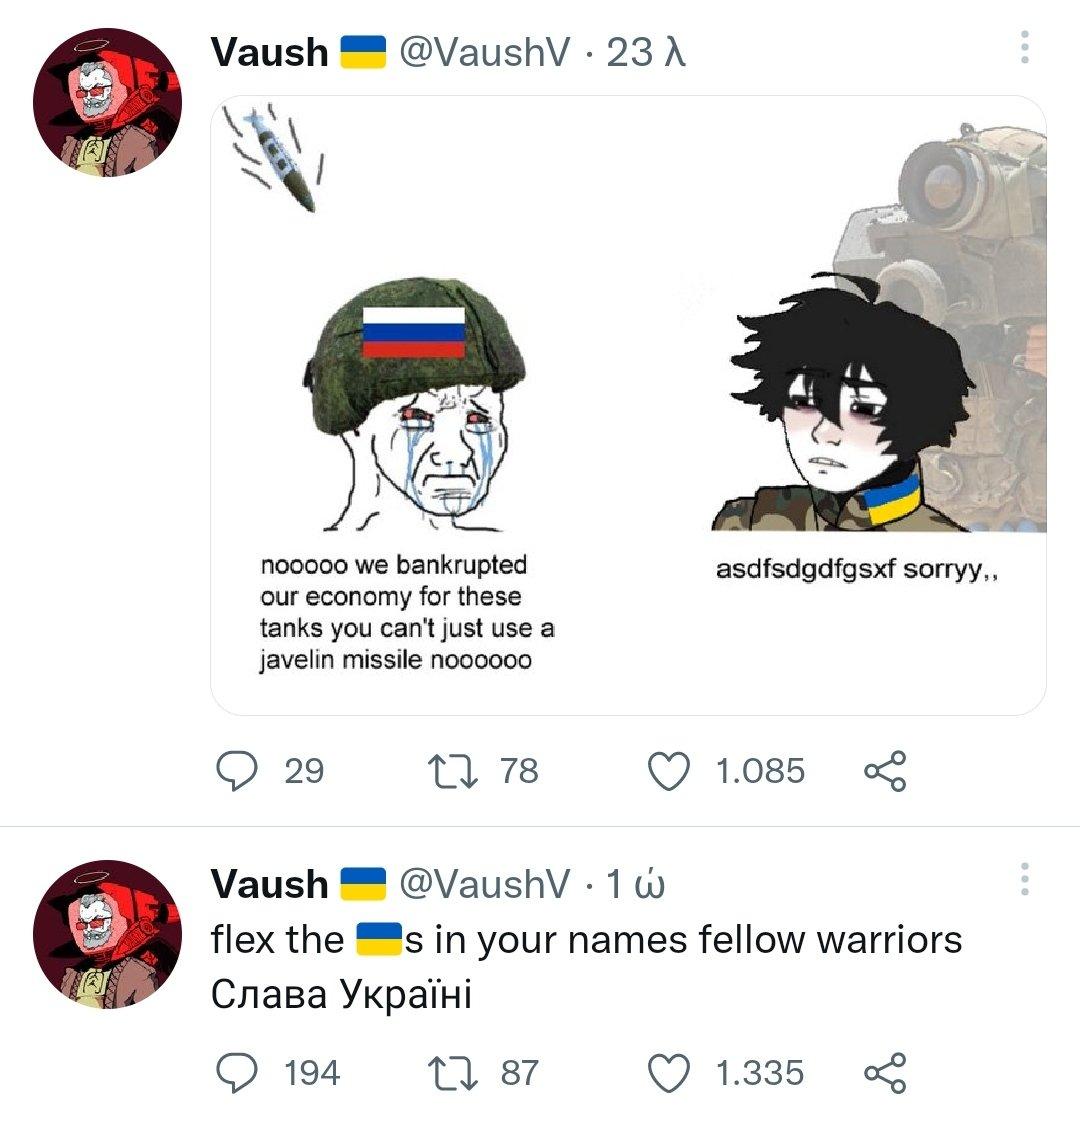 Vaush 🇺🇦 @VaushV · 23 λ
nooooo we bankrupted
our economy for these
tanks you can't just use a
javelin missile noooooo
asdfsdgdfgsxf sorryy,,
29 78 1.085
Vaush 🇺🇦 @VaushV · 1 ώ
flex the 🇺🇦s in your names fellow warriors
Слава Україні
194 87 1.335